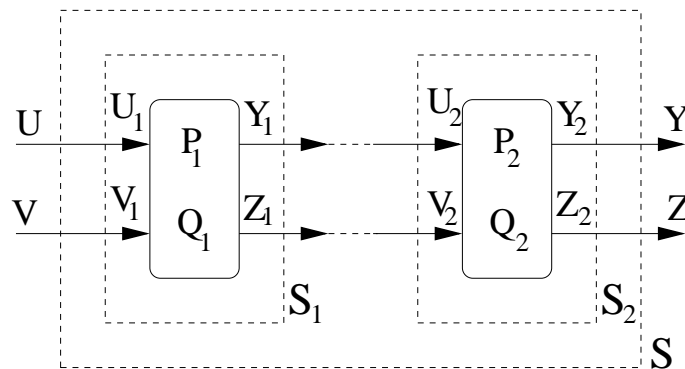 U U₁ P₁ Y₁ U₂ P₂ Y₂ Y
V V₁ Q₁ Z₁ V₂ Q₂ Z₂ Z
S₁ S₂
S